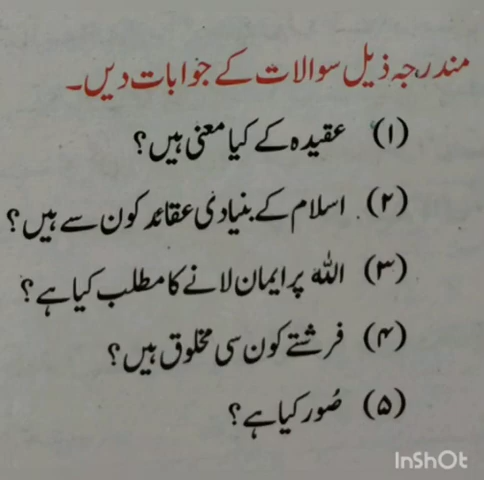 مندرجہ ذیل سوالات کے جوابات دیں۔
(۱) عقیدہ کے کیا معنی ہیں؟
(۲) اسلام کے بنیادی عقائد کون سے ہیں؟
(۳) اللہ پر ایمان لانے کا مطلب کیا ہے؟
(۴) فرشتے کون سی مخلوق ہیں؟
(۵) صُور کیا ہے؟
InShOt